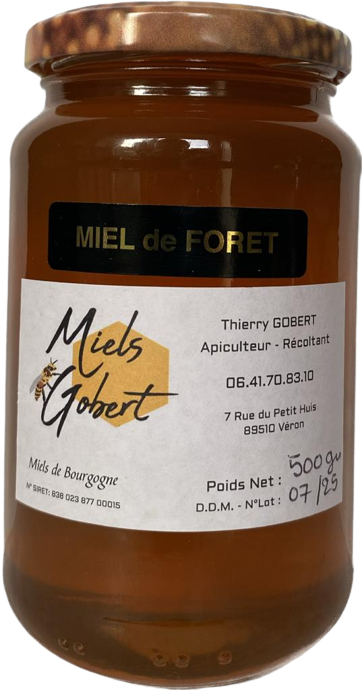 MIEL de FORET
Miels
Gobert
Miels de Bourgogne
N° SIRET: 838 023 877 00015
Thierry GOBERT
Apiculteur - Récoltant
06.41.70.83.10
7 Rue du Petit Huis
89510 Véron
Poids Net : 500 gr
D.D.M. - N°Lot : 07/25